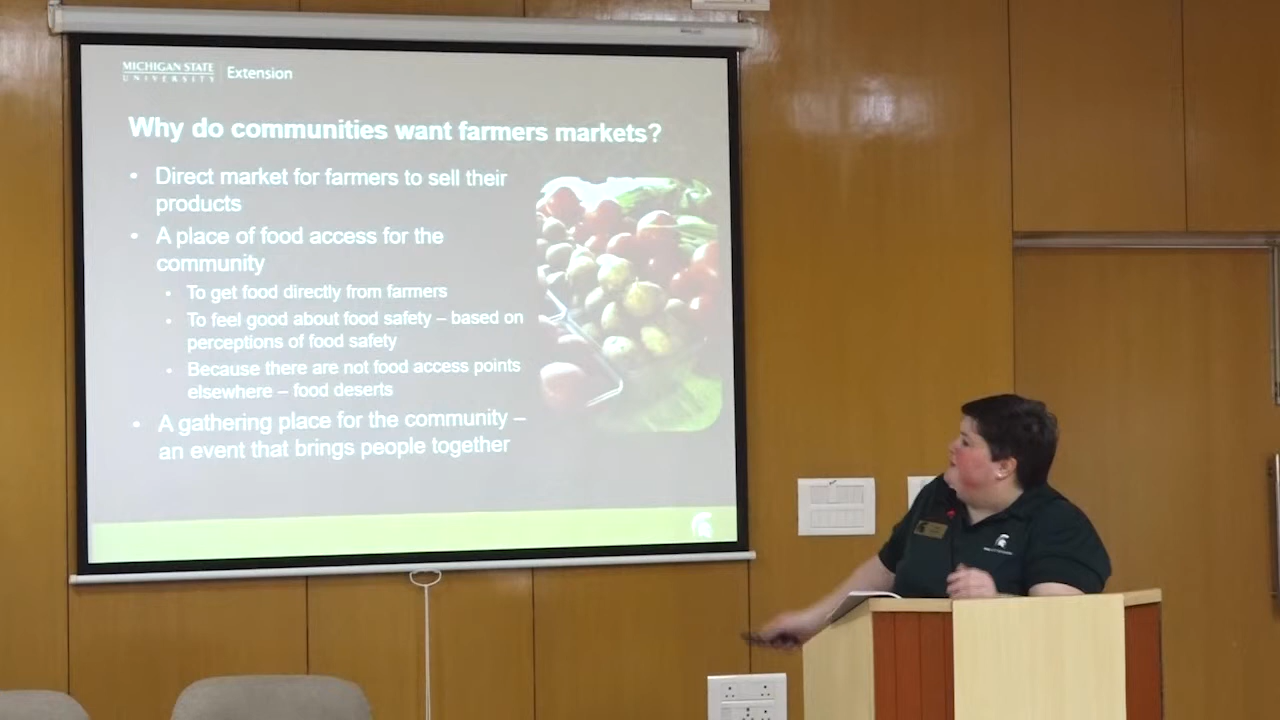 MICHIGAN STATE
UNIVERSITY
Extension
Why do communities want farmers markets?
• Direct market for farmers to sell their
products
• A place of food access for the
community
• To get food directly from farmers
• To feel good about food safety – based on
perceptions of food safety
• Because there are not food access points
elsewhere – food deserts
• A gathering place for the community –
an event that brings people together